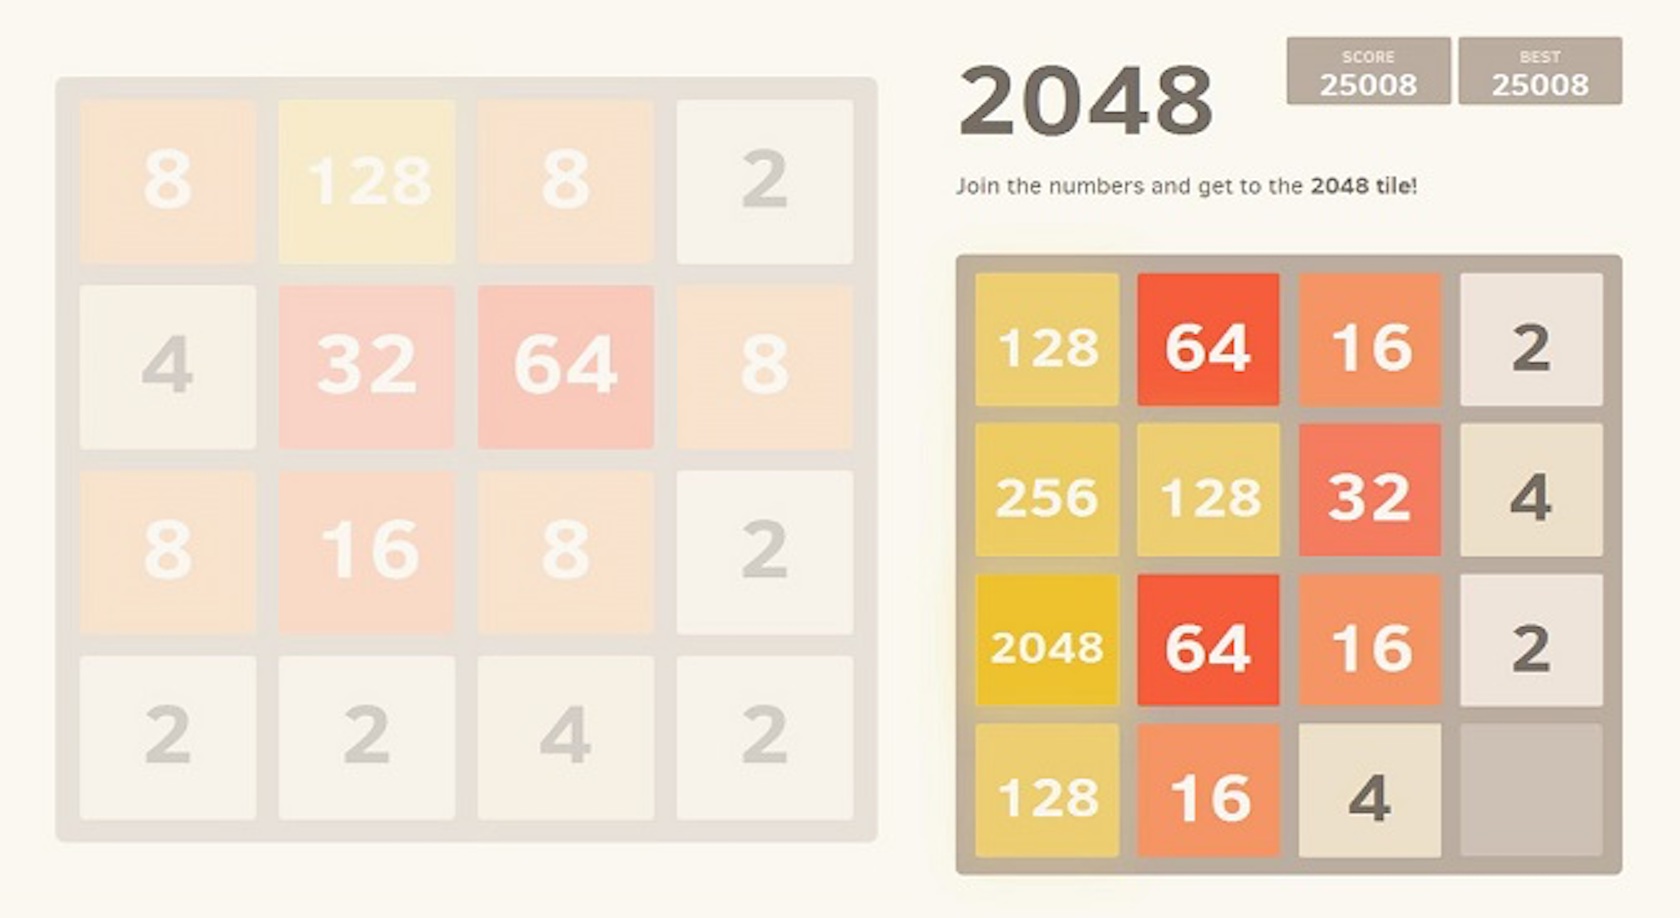 8 128 8 2
4 32 64 8
8 16 8 2
2 2 4 2
2048
SCORE
25008
BEST
25008
Join the numbers and get to the 2048 tile!
128 64 16 2
256 128 32 4
2048 64 16 2
128 16 4